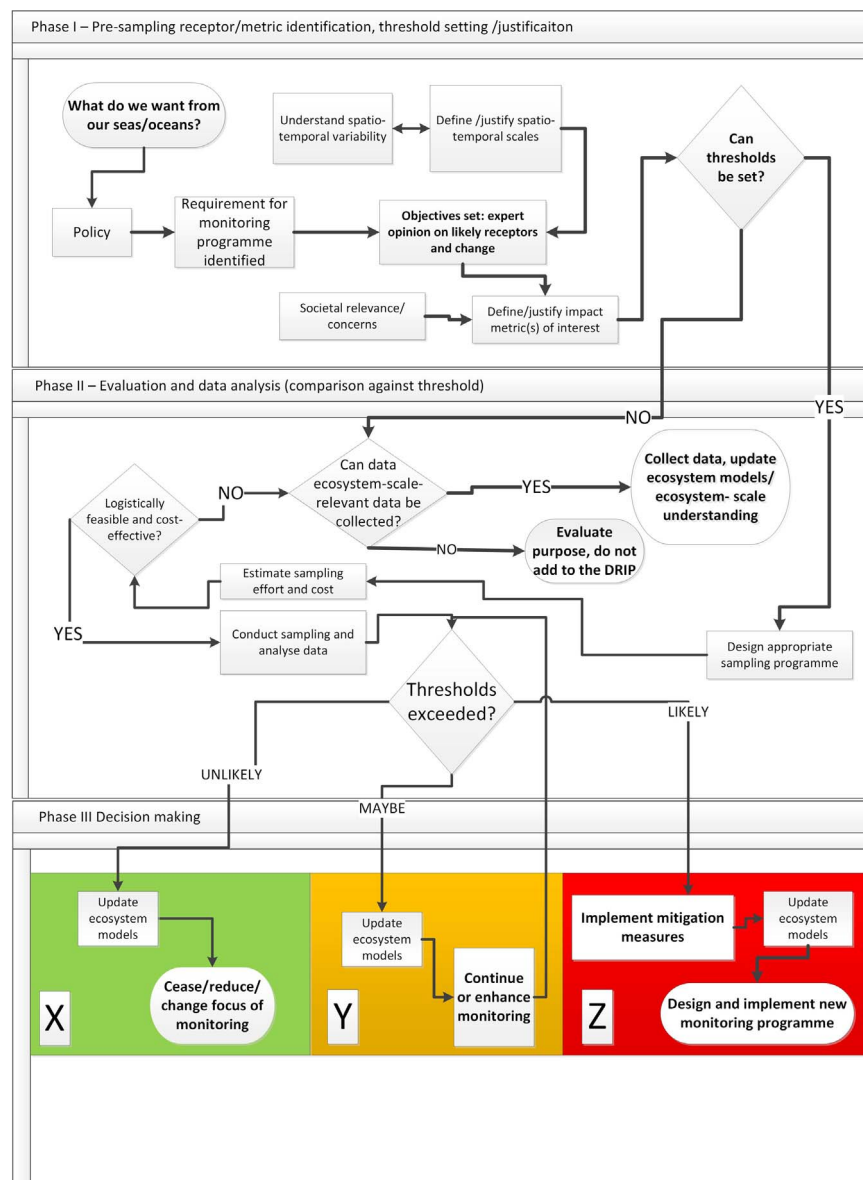 Phase I – Pre-sampling receptor/metric identification, threshold setting /justificaiton
What do we want from
our seas/oceans?
Understand spatio-
temporal variability
Define /justify spatio-
temporal scales
Can
thresholds
be set?
Policy
Requirement for
monitoring
programme
identified
Objectives set: expert
opinion on likely receptors
and change
Societal relevance/
concerns
Define/justify impact
metric(s) of interest
Phase II – Evaluation and data analysis (comparison against threshold)
NO
YES
Logistically
feasible and cost-
effective?
NO
Can data
ecosystem-scale-
relevant data be
collected?
YES
Collect data, update
ecosystem models/
ecosystem- scale
understanding
NO
Evaluate
purpose, do not
add to the DRIP
Estimate sampling
effort and cost
YES
Conduct sampling and
analyse data
Design appropriate
sampling programme
Thresholds
exceeded?
LIKELY
UNLIKELY
MAYBE
Phase III Decision making
Update
ecosystem
models
Cease/reduce/
change focus of
monitoring
X
Update
ecosystem
models
Continue
or enhance
monitoring
Y
Implement mitigation
measures
Update
ecosystem
models
Design and implement new
monitoring programme
Z